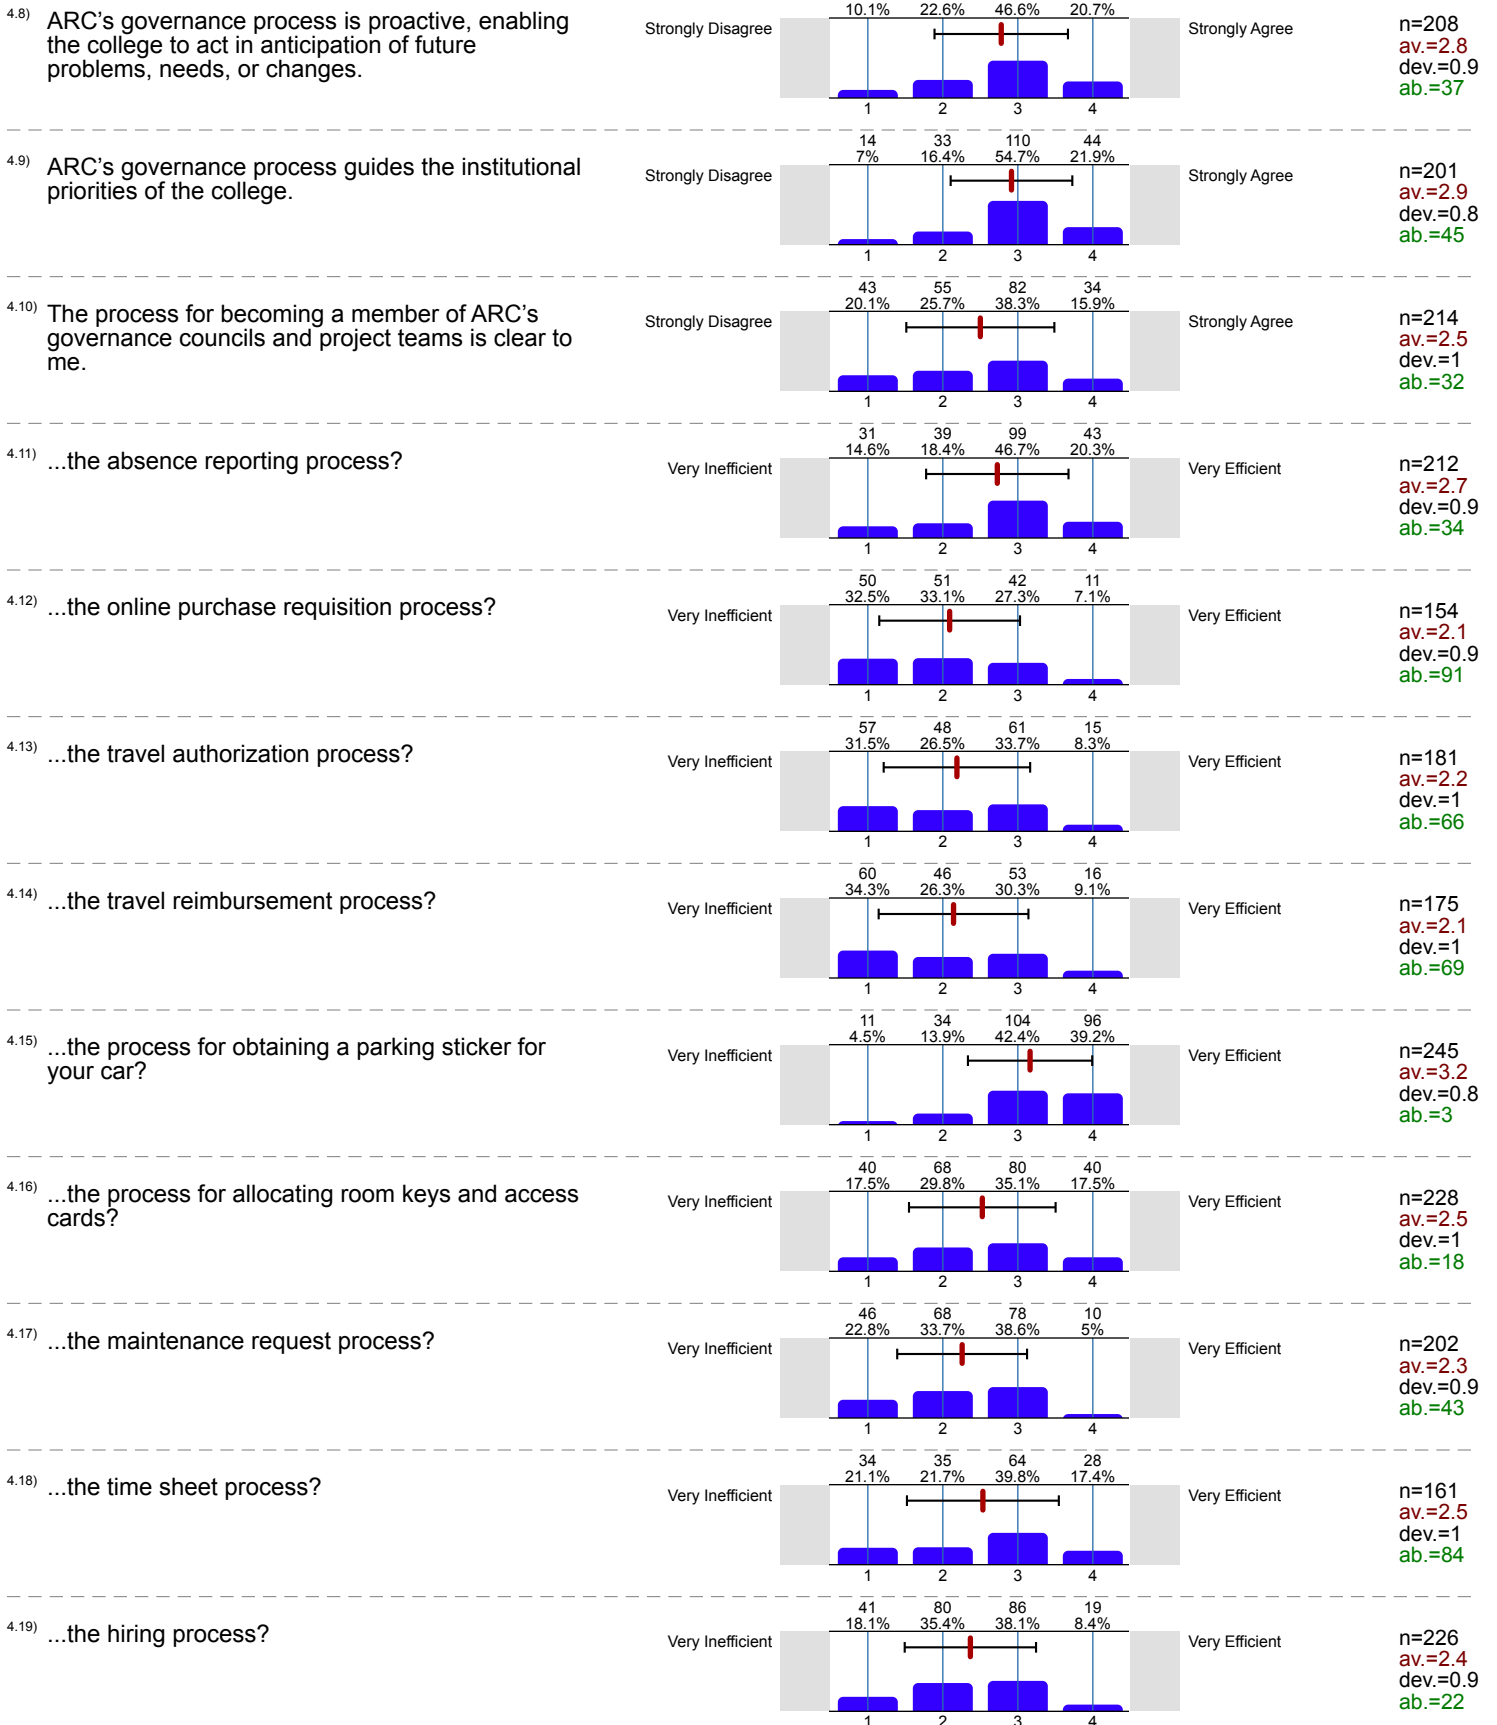 4.8) ARC's governance process is proactive, enabling
the college to act in anticipation of future
problems, needs, or changes.
Strongly Disagree
10.1% 22.6% 46.6% 20.7%
1 2 3 4
Strongly Agree
n=208
av.=2.8
dev.=0.9
ab.=37
4.9) ARC's governance process guides the institutional
priorities of the college.
Strongly Disagree
14 33 110 44
7% 16.4% 54.7% 21.9%
1 2 3 4
Strongly Agree
n=201
av.=2.9
dev.=0.8
ab.=45
4.10) The process for becoming a member of ARC's
governance councils and project teams is clear to
me.
Strongly Disagree
43 55 82 34
20.1% 25.7% 38.3% 15.9%
1 2 3 4
Strongly Agree
n=214
av.=2.5
dev.=1
ab.=32
4.11) ...the absence reporting process?
Very Inefficient
31 39 99 43
14.6% 18.4% 46.7% 20.3%
1 2 3 4
Very Efficient
n=212
av.=2.7
dev.=0.9
ab.=34
4.12) ...the online purchase requisition process?
Very Inefficient
50 51 42 11
32.5% 33.1% 27.3% 7.1%
1 2 3 4
Very Efficient
n=154
av.=2.1
dev.=0.9
ab.=91
4.13) ...the travel authorization process?
Very Inefficient
57 48 61 15
31.5% 26.5% 33.7% 8.3%
1 2 3 4
Very Efficient
n=181
av.=2.2
dev.=1
ab.=66
4.14) ...the travel reimbursement process?
Very Inefficient
60 46 53 16
34.3% 26.3% 30.3% 9.1%
1 2 3 4
Very Efficient
n=175
av.=2.1
dev.=1
ab.=69
4.15) ...the process for obtaining a parking sticker for
your car?
Very Inefficient
11 34 104 96
4.5% 13.9% 42.4% 39.2%
1 2 3 4
Very Efficient
n=245
av.=3.2
dev.=0.8
ab.=3
4.16) ...the process for allocating room keys and access
cards?
Very Inefficient
40 68 80 40
17.5% 29.8% 35.1% 17.5%
1 2 3 4
Very Efficient
n=228
av.=2.5
dev.=1
ab.=18
4.17) ...the maintenance request process?
Very Inefficient
46 68 78 10
22.8% 33.7% 38.6% 5%
1 2 3 4
Very Efficient
n=202
av.=2.3
dev.=0.9
ab.=43
4.18) ...the time sheet process?
Very Inefficient
34 35 64 28
21.1% 21.7% 39.8% 17.4%
1 2 3 4
Very Efficient
n=161
av.=2.5
dev.=1
ab.=84
4.19) ...the hiring process?
Very Inefficient
41 80 86 19
18.1% 35.4% 38.1% 8.4%
1 2 3 4
Very Efficient
n=226
av.=2.4
dev.=0.9
ab.=22